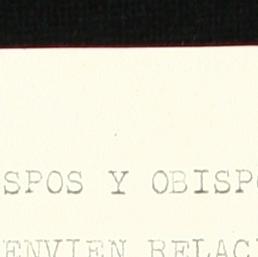 SPOS Y OBISP
ENVIEN RELAC